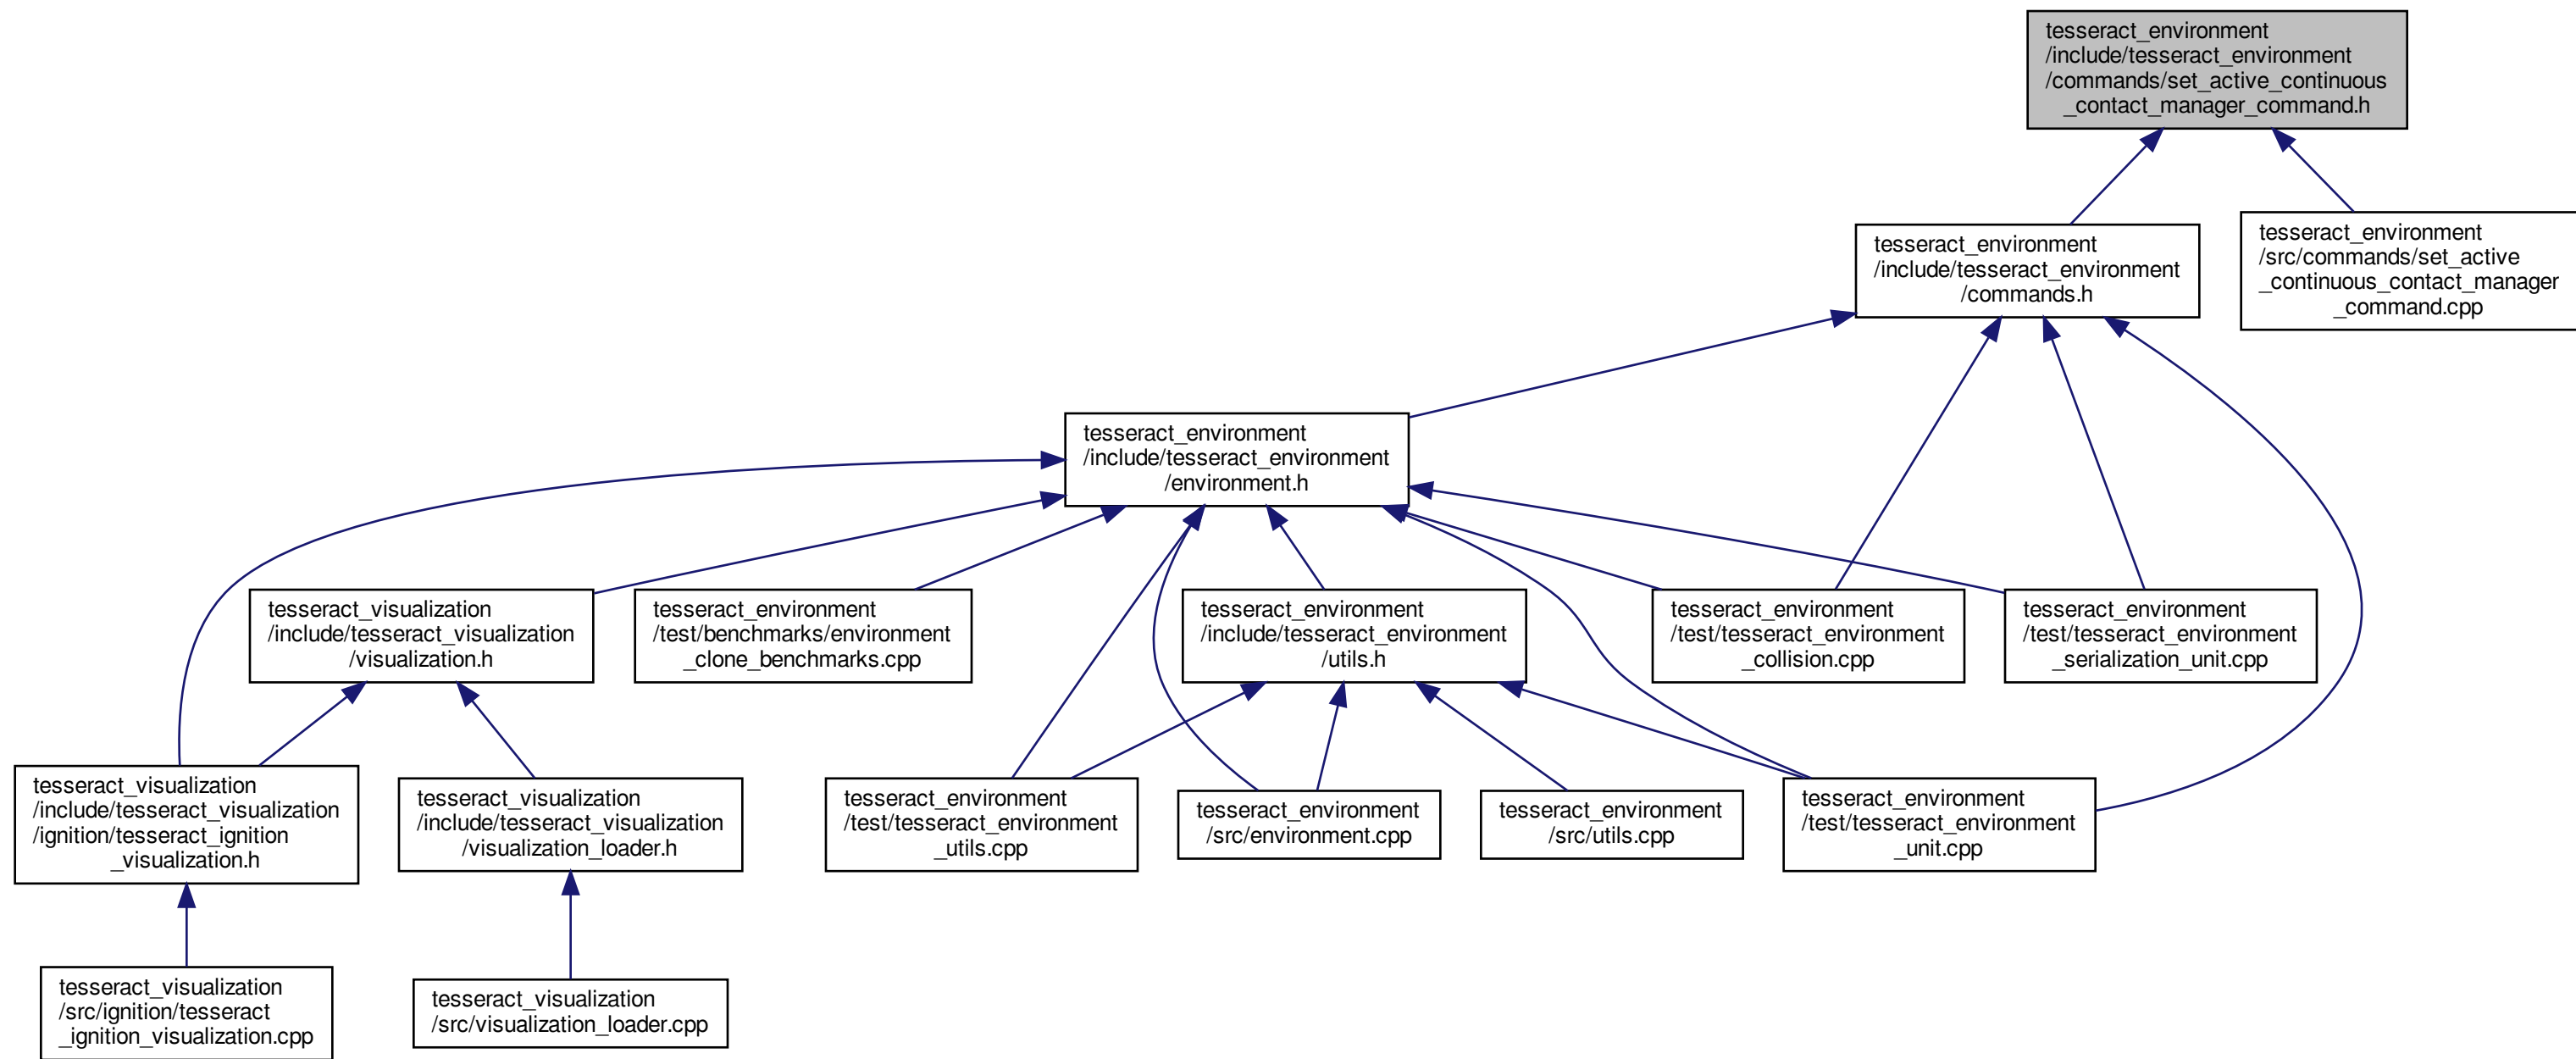 tesseract_environment
/include/tesseract_environment
/commands/set_active_continuous
_contact_manager_command.h
tesseract_environment
/include/tesseract_environment
/commands.h
tesseract_environment
/src/commands/set_active
_continuous_contact_manager
_command.cpp
tesseract_environment
/include/tesseract_environment
/environment.h
tesseract_visualization
/include/tesseract_visualization
/visualization.h
tesseract_environment
/test/benchmarks/environment
_clone_benchmarks.cpp
tesseract_environment
/include/tesseract_environment
/utils.h
tesseract_environment
/test/tesseract_environment
_collision.cpp
tesseract_environment
/test/tesseract_environment
_serialization_unit.cpp
tesseract_visualization
/include/tesseract_visualization
/ignition/tesseract_ignition
_visualization.h
tesseract_visualization
/include/tesseract_visualization
/visualization_loader.h
tesseract_environment
/test/tesseract_environment
_utils.cpp
tesseract_environment
/src/environment.cpp
tesseract_environment
/src/utils.cpp
tesseract_environment
/test/tesseract_environment
_unit.cpp
tesseract_visualization
/src/ignition/tesseract
_ignition_visualization.cpp
tesseract_visualization
/src/visualization_loader.cpp